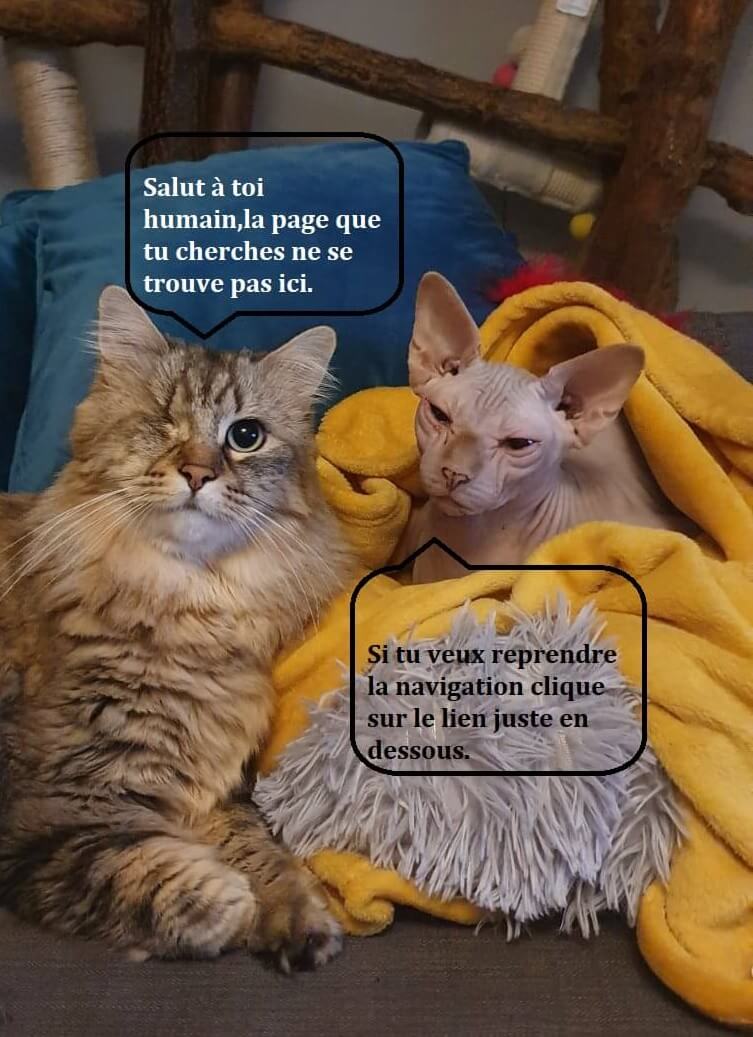 Salut à toi
humain,la page que
tu cherches ne se
trouve pas ici.
Si tu veux reprendre
la navigation clique
sur le lien juste en
dessous.